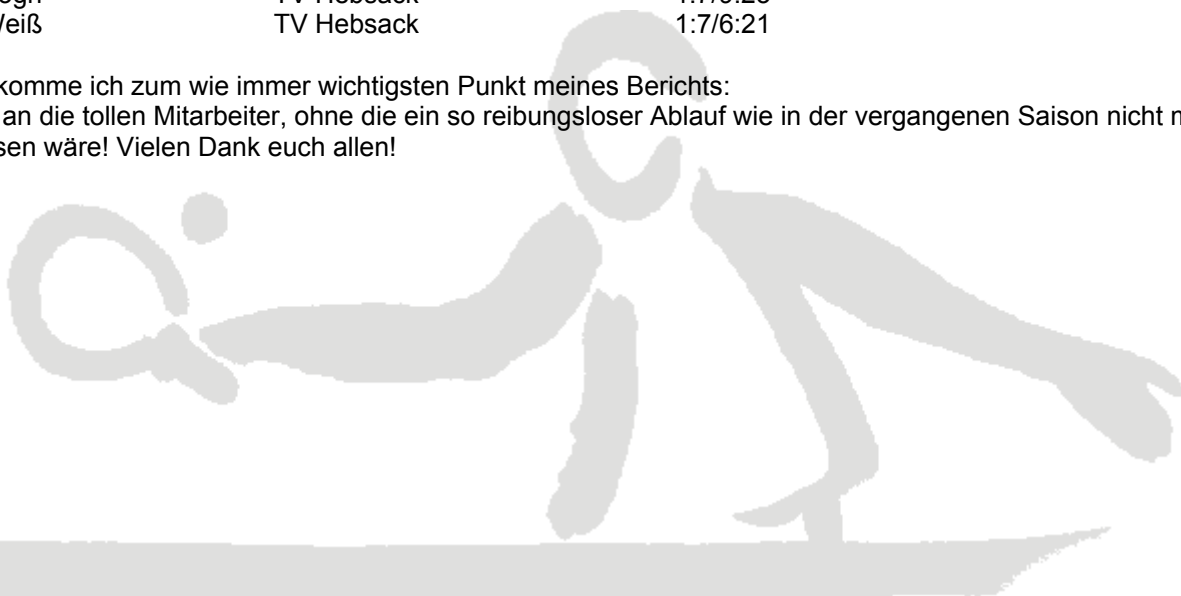 Weiß TV Hebsack 1:7/6:21
komme ich zum wie immer wichtigsten Punkt meines Berichts:
an die tollen Mitarbeiter, ohne die ein so reibungsloser Ablauf wie in der vergangenen Saison nicht
sen wäre! Vielen Dank euch allen!